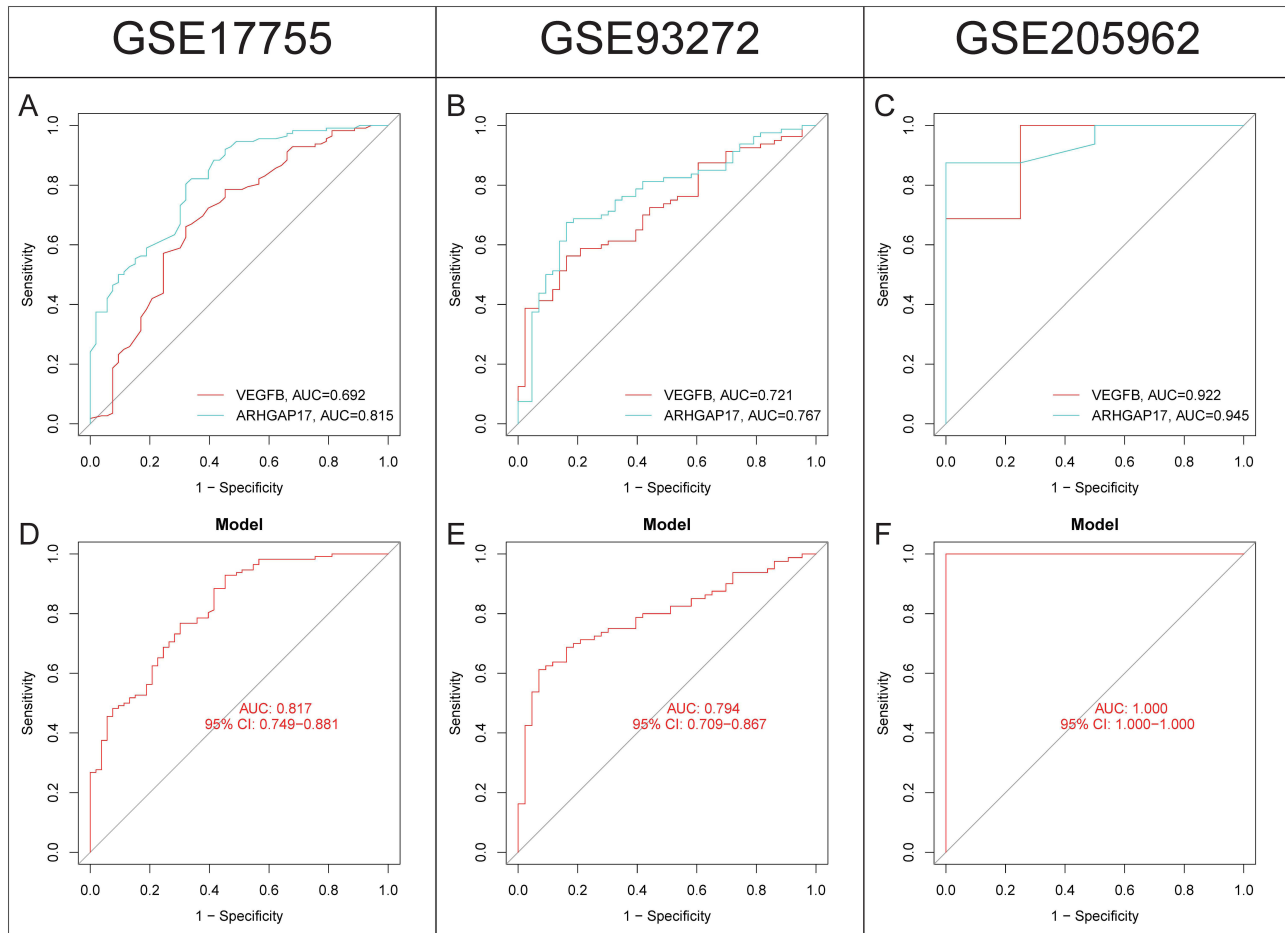 GSE17755
GSE93272
GSE205962
A
1.0
0.8
0.6
0.4
0.2
0.0
Sensitivity
VEGFB, AUC=0.692
ARHGAP17, AUC=0.815
0.0 0.2 0.4 0.6 0.8 1.0
1 − Specificity
B
1.0
0.8
0.6
0.4
0.2
0.0
Sensitivity
VEGFB, AUC=0.721
ARHGAP17, AUC=0.767
0.0 0.2 0.4 0.6 0.8 1.0
1 − Specificity
C
1.0
0.8
0.6
0.4
0.2
0.0
Sensitivity
VEGFB, AUC=0.922
ARHGAP17, AUC=0.945
0.0 0.2 0.4 0.6 0.8 1.0
1 − Specificity
D
Model
1.0
0.8
0.6
0.4
0.2
0.0
Sensitivity
AUC: 0.817
95% CI: 0.749−0.881
0.0 0.2 0.4 0.6 0.8 1.0
1 − Specificity
E
Model
1.0
0.8
0.6
0.4
0.2
0.0
Sensitivity
AUC: 0.794
95% CI: 0.709−0.867
0.0 0.2 0.4 0.6 0.8 1.0
1 − Specificity
F
Model
1.0
0.8
0.6
0.4
0.2
0.0
Sensitivity
AUC: 1.000
95% CI: 1.000−1.000
0.0 0.2 0.4 0.6 0.8 1.0
1 − Specificity